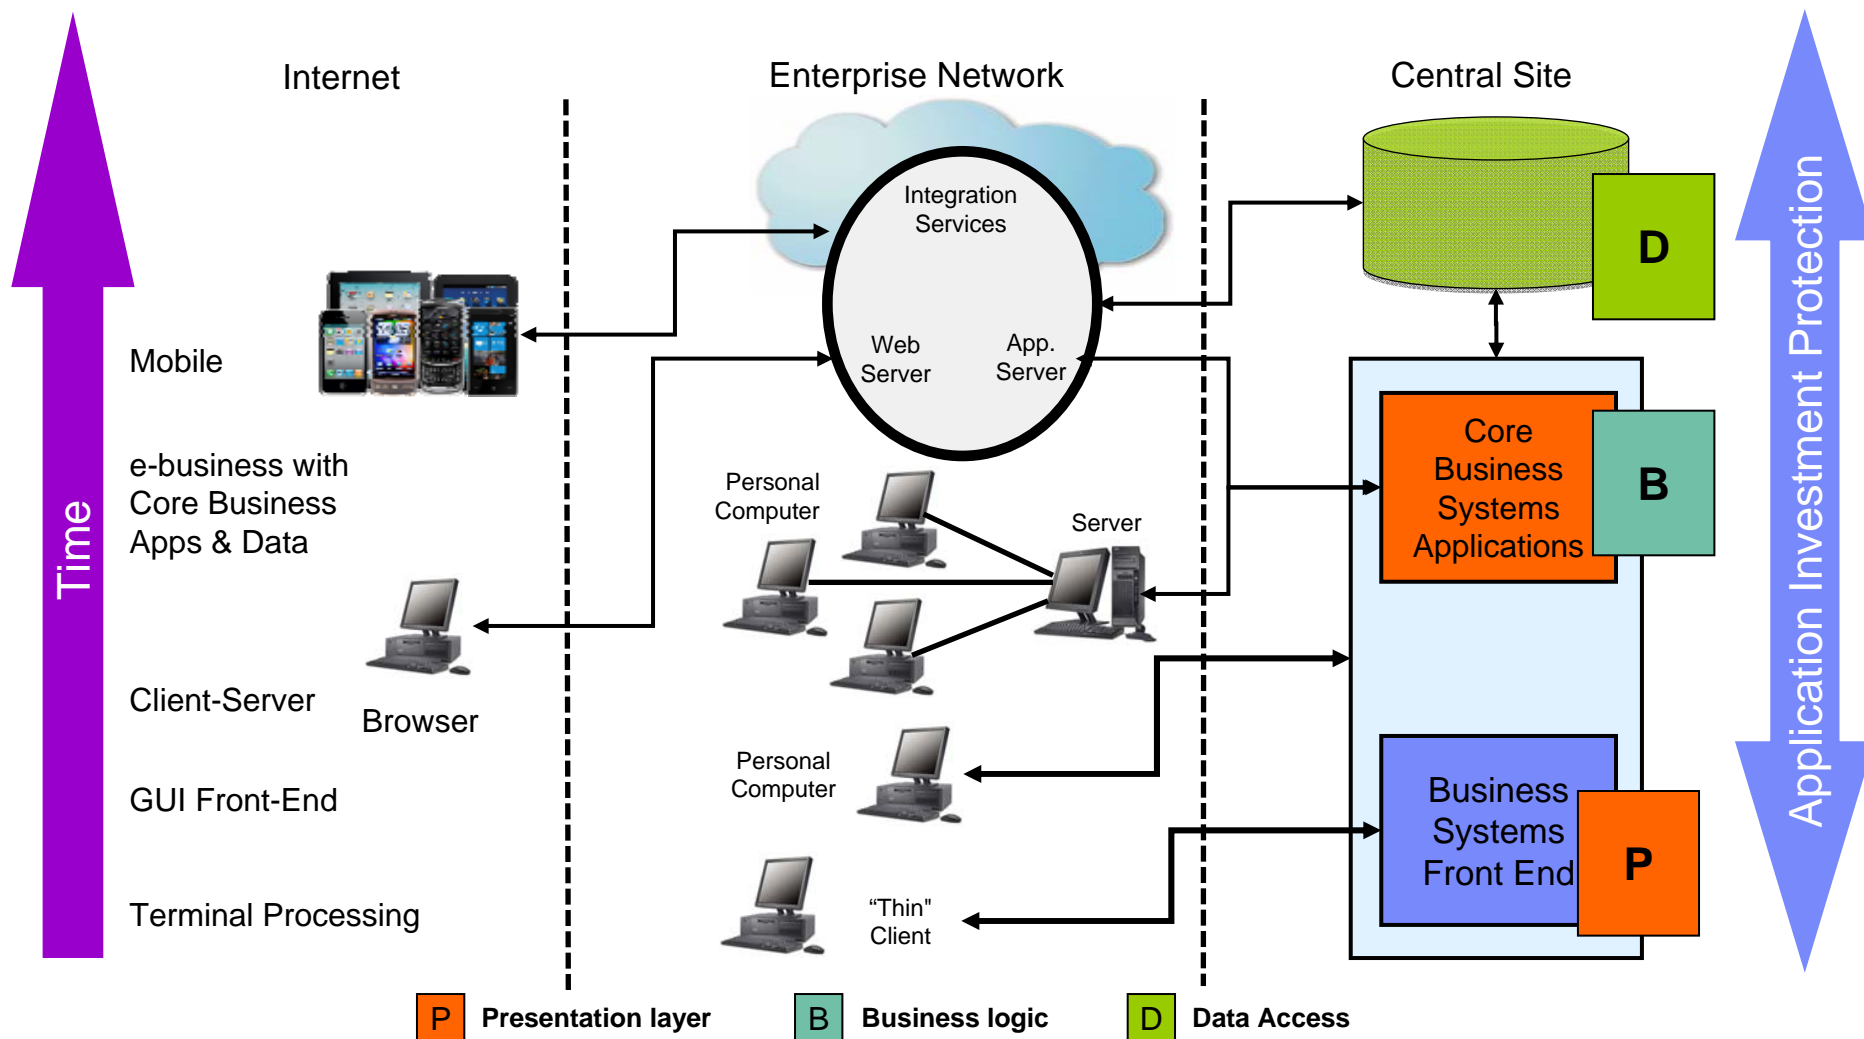 Internet
Enterprise Network
Central Site
Integration
Services
Web
Server
App.
Server
D
Mobile
e-business with
Core Business
Apps & Data
Client-Server
GUI Front-End
Terminal Processing
Time
Browser
Personal
Computer
Server
Personal
Computer
“Thin"
Client
Core
Business
Systems
Applications
B
Business
Systems
Front End
P
Application Investment Protection
P
Presentation layer
B
Business logic
D
Data Access